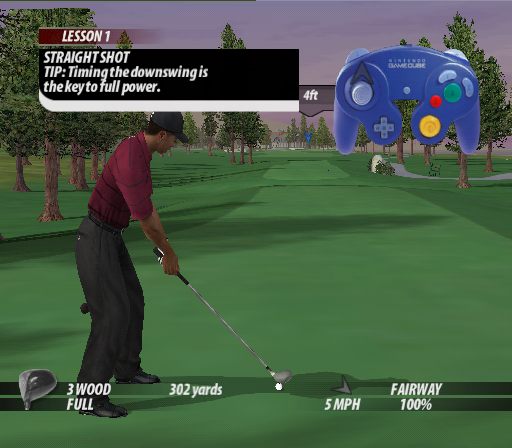 LESSON 1
STRAIGHT SHOT
TIP: Timing the downswing is
the key to full power.
4ft
NINTENDO
GAMECUBE
3 WOOD
302 yards
FAIRWAY
FULL
5 MPH
100%